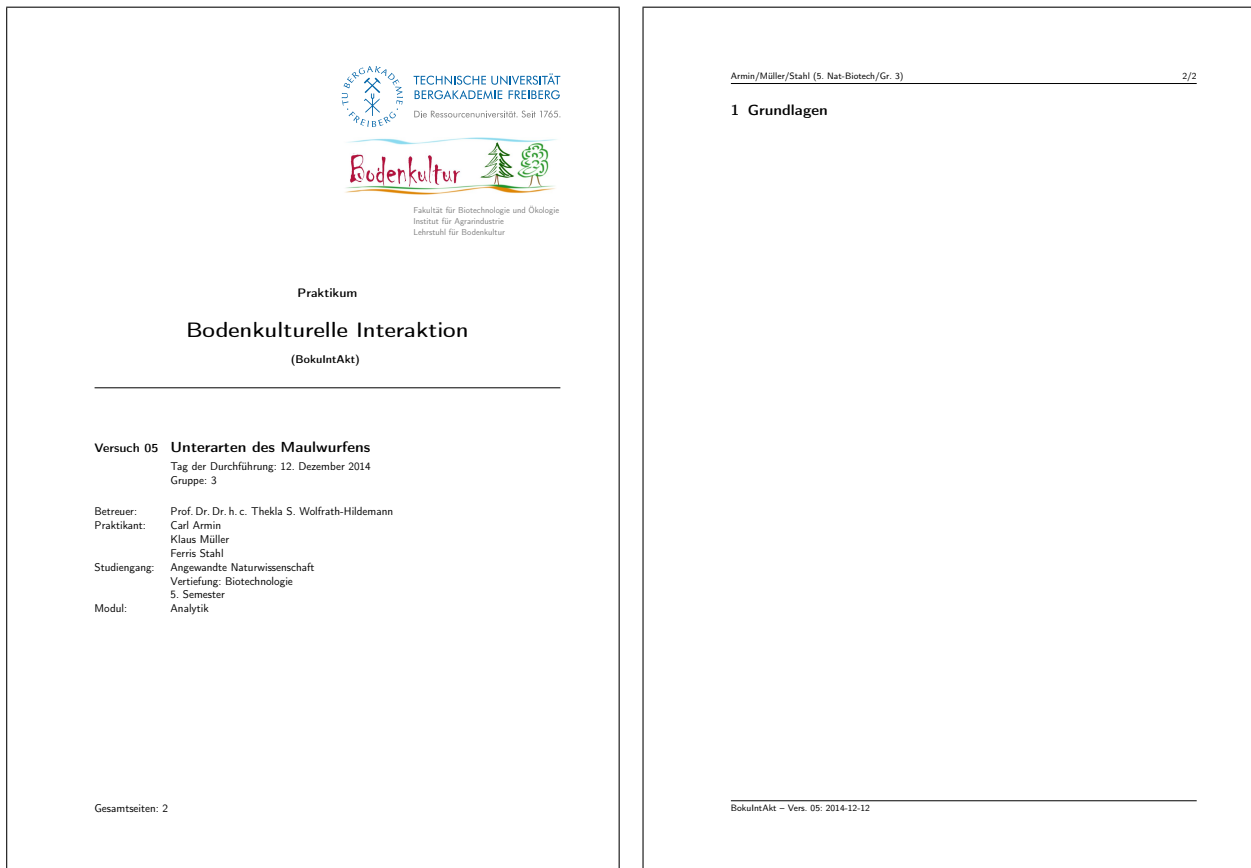 TU BERGAKADEMIE
· FREIBERG ·
TECHNISCHE UNIVERSITÄT
BERGAKADEMIE FREIBERG
Die Ressourcenuniversität. Seit 1765.
Bodenkultur
Fakultät für Biotechnologie und Ökologie
Institut für Agrarindustrie
Lehrstuhl für Bodenkultur
Praktikum
Bodenkulturelle Interaktion
(BokuIntAkt)
Versuch 05 Unterarten des Maulwurfens
Tag der Durchführung: 12. Dezember 2014
Gruppe: 3
Betreuer: Prof. Dr. Dr. h. c. Thekla S. Wolfrath-Hildemann
Praktikant: Carl Armin
Klaus Müller
Ferris Stahl
Studiengang: Angewandte Naturwissenschaft
Vertiefung: Biotechnologie
5. Semester
Modul: Analytik
Gesamtseiten: 2
Armin/Müller/Stahl (5. Nat-Biotech/Gr. 3) 2/2
1 Grundlagen
BokuIntAkt – Vers. 05: 2014-12-12